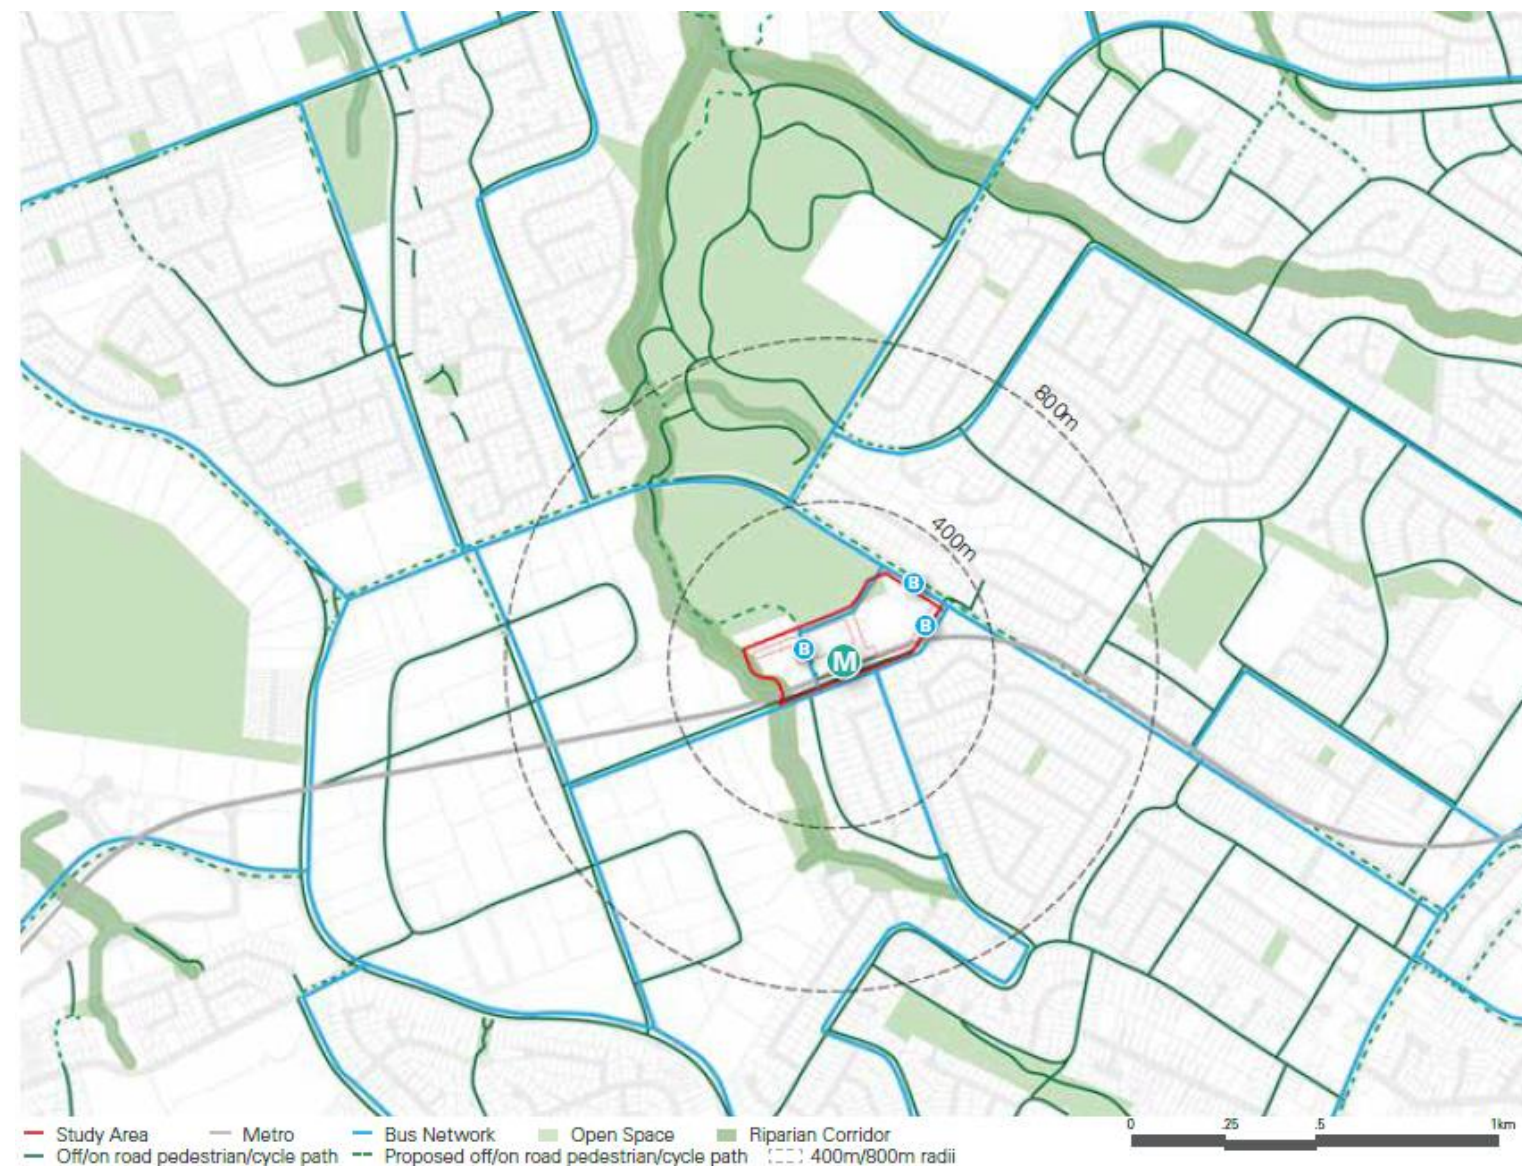 800m
400m
B
B
B
M
Study Area Metro Bus Network Open Space Riparian Corridor
Off/on road pedestrian/cycle path Proposed off/on road pedestrian/cycle path 400m/800m radii
0 .25 .5 1km